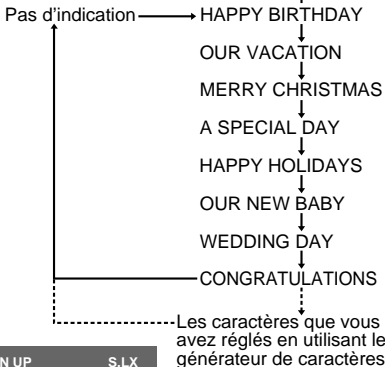 Pas d'indication HAPPY BIRTHDAY
OUR VACATION
MERRY CHRISTMAS
A SPECIAL DAY
HAPPY HOLIDAYS
OUR NEW BABY
WEDDING DAY
CONGRATULATIONS
Les caractères que vous
avez réglés en utilisant le
générateur de caractères
N UP S.LX